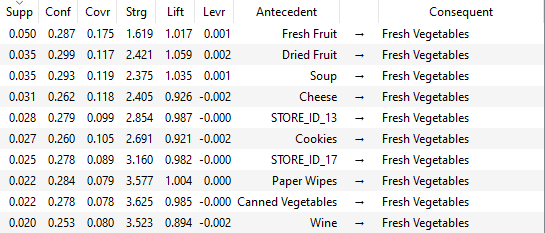 Supp Conf Covr Strg Lift Levr Antecedent Consequent
0.050 0.287 0.175 1.619 1.017 0.001 Fresh Fruit → Fresh Vegetables
0.035 0.299 0.117 2.421 1.059 0.002 Dried Fruit → Fresh Vegetables
0.035 0.293 0.119 2.375 1.035 0.001 Soup → Fresh Vegetables
0.031 0.262 0.118 2.405 0.926 -0.002 Cheese → Fresh Vegetables
0.028 0.279 0.099 2.854 0.987 -0.000 STORE_ID_13 → Fresh Vegetables
0.027 0.260 0.105 2.691 0.921 -0.002 Cookies → Fresh Vegetables
0.025 0.278 0.089 3.160 0.982 -0.000 STORE_ID_17 → Fresh Vegetables
0.022 0.284 0.079 3.577 1.004 0.000 Paper Wipes → Fresh Vegetables
0.022 0.278 0.078 3.625 0.985 -0.000 Canned Vegetables → Fresh Vegetables
0.020 0.253 0.080 3.523 0.894 -0.002 Wine → Fresh Vegetables